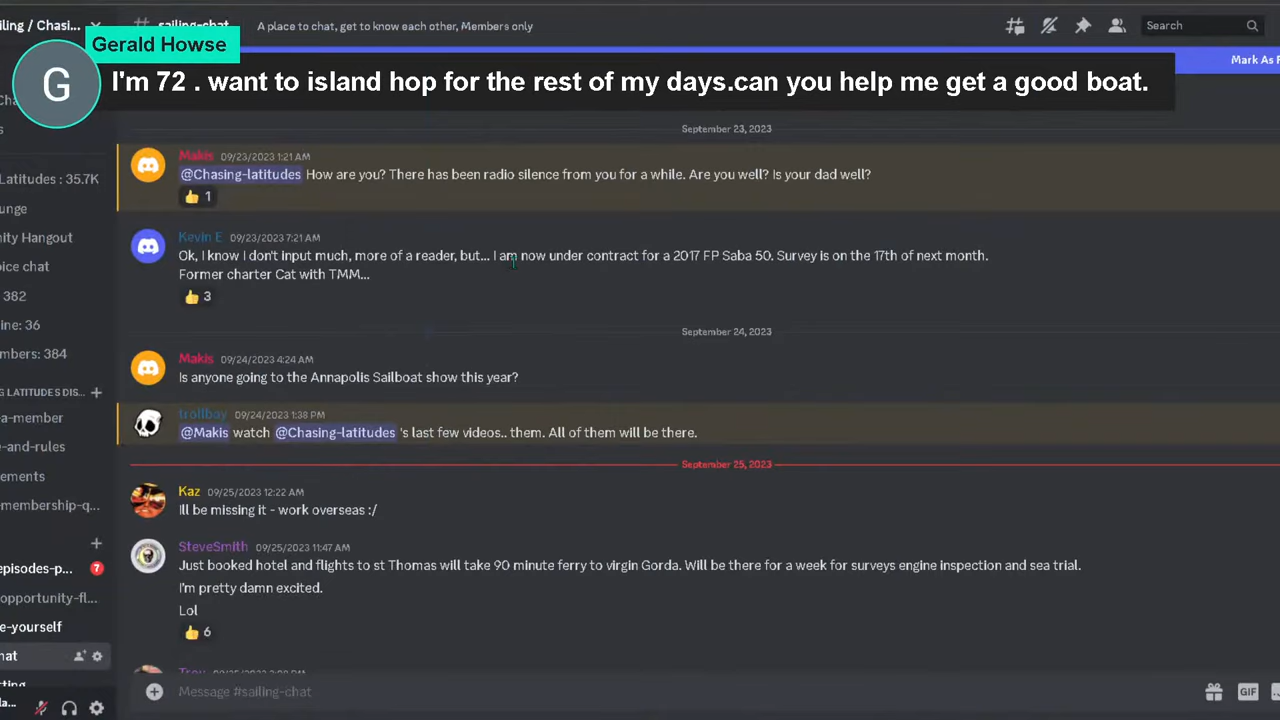 Gerald Howse
G
I'm 72 . want to island hop for the rest of my days.can you help me get a good boat.
iling / Chasi...
# sailing-chat
A place to chat, get to know each other, Members only
Search
Mark As
Latitudes : 35.7K
unge
nity Hangout
oice chat
382
ine: 36
mbers: 384
G LATITUDES DIS...
-a-member
e-and-rules
ements
-membership-q...
episodes-p...
7
opportunity-fl...
e-yourself
hat
September 23, 2023
Makis 09/23/2023 1:21 AM
@Chasing-latitudes How are you? There has been radio silence from you for a while. Are you well? Is your dad well?
1
Kevin E 09/23/2023 7:21 AM
Ok, I know I don't input much, more of a reader, but... I am now under contract for a 2017 FP Saba 50. Survey is on the 17th of next month.
Former charter Cat with TMM...
3
September 24, 2023
Makis 09/24/2023 4:24 AM
Is anyone going to the Annapolis Sailboat show this year?
trollboy 09/24/2023 1:38 PM
@Makis watch @Chasing-latitudes 's last few videos.. them. All of them will be there.
September 25, 2023
Kaz 09/25/2023 12:22 AM
Ill be missing it - work overseas :/
SteveSmith 09/25/2023 11:47 AM
Just booked hotel and flights to st Thomas will take 90 minute ferry to virgin Gorda. Will be there for a week for surveys engine inspection and sea trial.
I'm pretty damn excited.
Lol
6
Message #sailing-chat
GIF